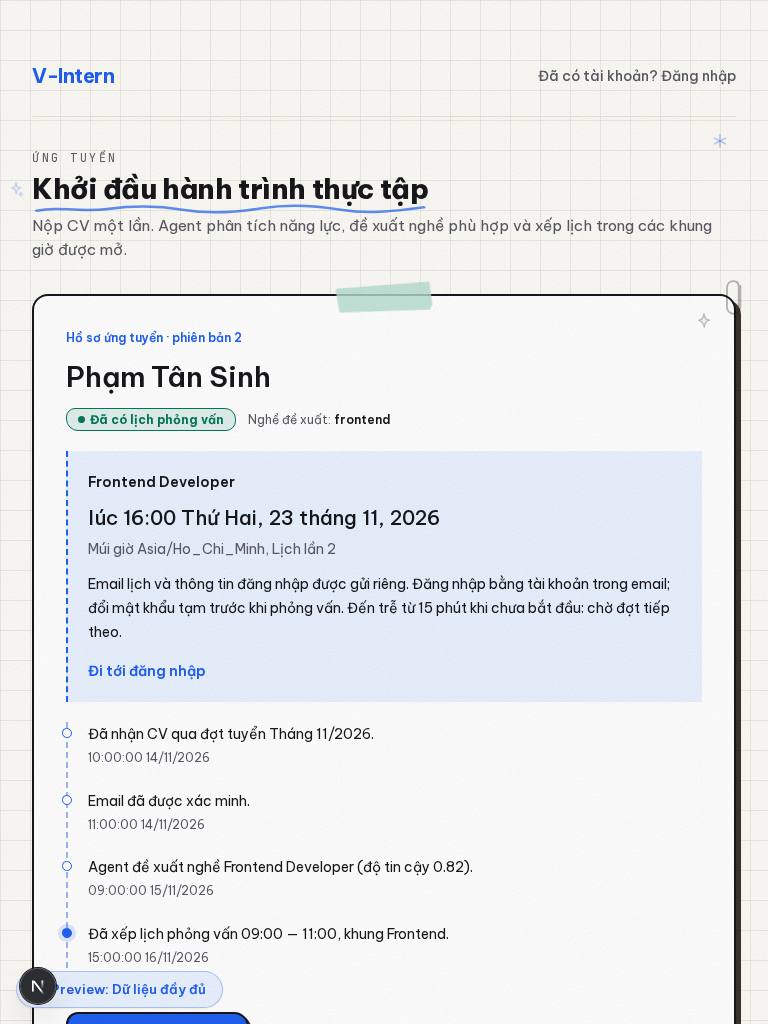 V-Intern
Đã có tài khoản? Đăng nhập
ỨNG TUYỂN
Khởi đầu hành trình thực tập
Nộp CV một lần. Agent phân tích năng lực, đề xuất nghề phù hợp và xếp lịch trong các khung
giờ được mở.
Hồ sơ ứng tuyển · phiên bản 2
Phạm Tân Sinh
Đã có lịch phỏng vấn
Nghề đề xuất: frontend
Frontend Developer
lúc 16:00 Thứ Hai, 23 tháng 11, 2026
Múi giờ Asia/Ho_Chi_Minh, Lịch lần 2
Email lịch và thông tin đăng nhập được gửi riêng. Đăng nhập bằng tài khoản trong email;
đổi mật khẩu tạm trước khi phỏng vấn. Đến trễ từ 15 phút khi chưa bắt đầu: chờ đợt tiếp
theo.
Đi tới đăng nhập
Đã nhận CV qua đợt tuyển Tháng 11/2026.
10:00:00 14/11/2026
Email đã được xác minh.
11:00:00 14/11/2026
Agent đề xuất nghề Frontend Developer (độ tin cậy 0.82).
09:00:00 15/11/2026
Đã xếp lịch phỏng vấn 09:00 — 11:00, khung Frontend.
15:00:00 16/11/2026
N
Preview: Dữ liệu đầy đủ